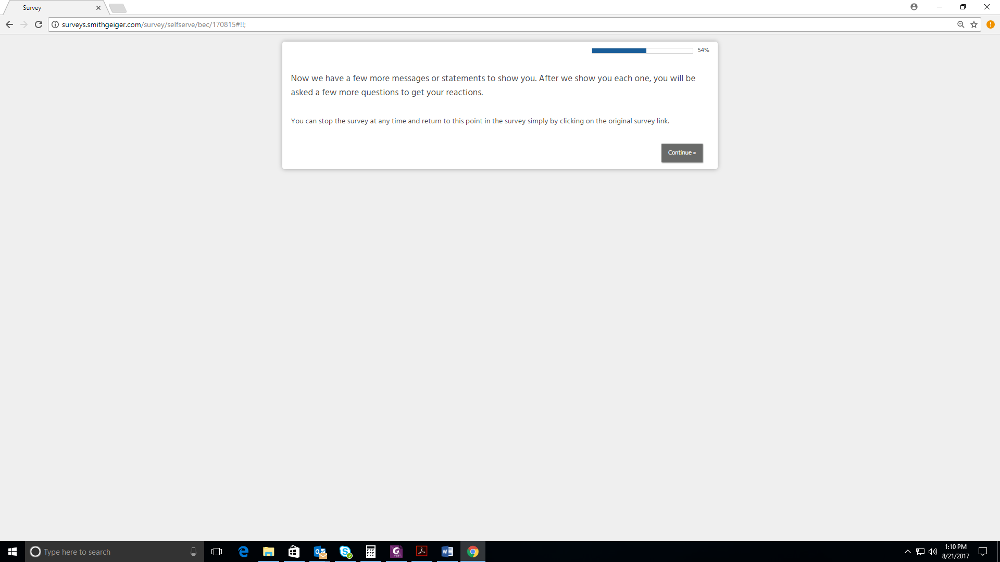 Survey
surveys.smithgeiger.com/survey/selfserve/bec/170815#!!;
54%
Now we have a few more messages or statements to show you. After we show you each one, you will be
asked a few more questions to get your reactions.
You can stop the survey at any time and return to this point in the survey simply by clicking on the original survey link.
Continue »
Type here to search
1:10 PM
8/21/2017